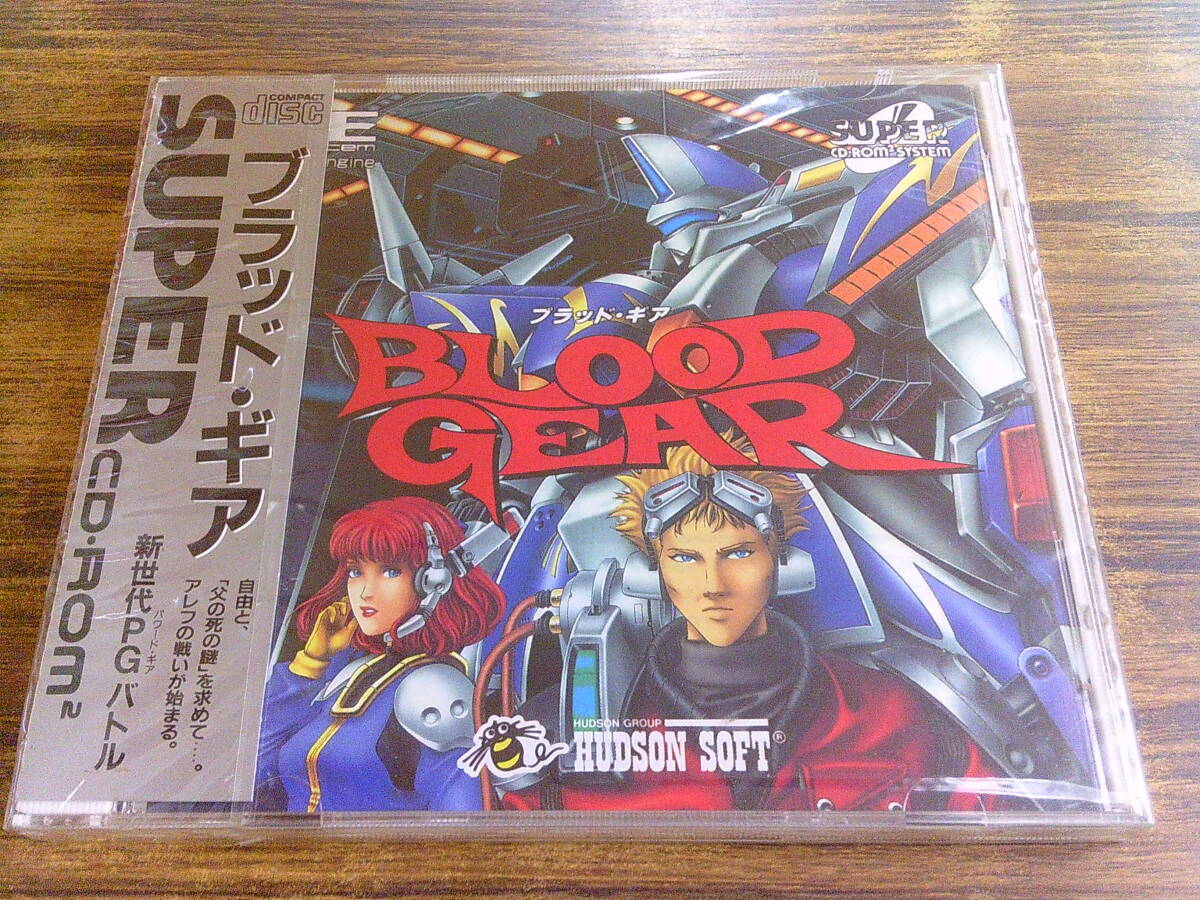 COMPACT
disc
SUPER CD-ROM²
ブラッド・ギア
新世代PGバトル
パワード・ギア
自由と、
「父の死の謎」を求めて……。
アレフの戦いが始まる。
E
ngine
SUPER
CD-ROM² SYSTEM
ブラッド・ギア
BLOOD
GEAR
HUDSON GROUP
HUDSON SOFT®